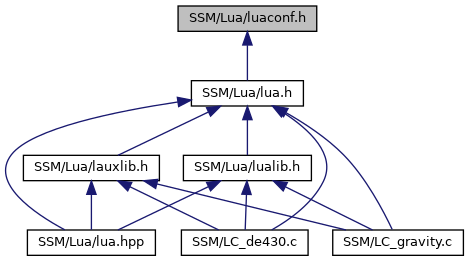 SSM/Lua/luaconf.h
SSM/Lua/lua.h
SSM/Lua/lauxlib.h
SSM/Lua/lualib.h
SSM/Lua/lua.hpp
SSM/LC_de430.c
SSM/LC_gravity.c